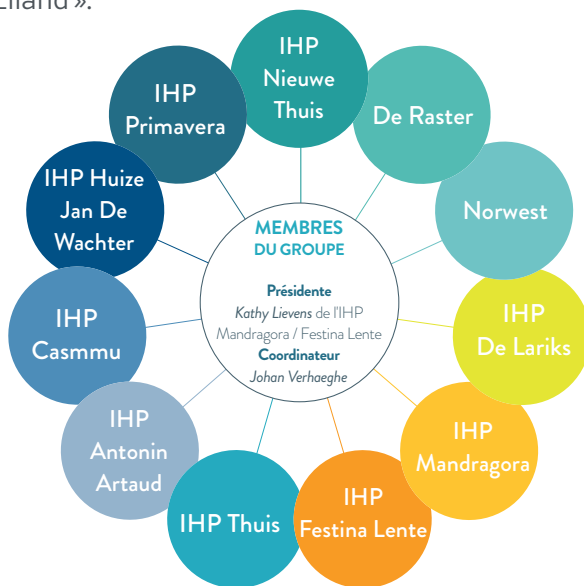 Eiland ».
IHP
Nieuwe
Thuis
De Raster
Norwest
IHP
De Lariks
IHP
Mandragora
IHP
Festina Lente
IHP Thuis
IHP
Antonin
Artaud
IHP
Casmmu
IHP Huize
Jan De
Wachter
IHP
Primavera
MEMBRES
DU GROUPE
Présidente
Kathy Lievens de l'IHP
Mandragora / Festina Lente
Coordinateur
Johan Verhaeghe